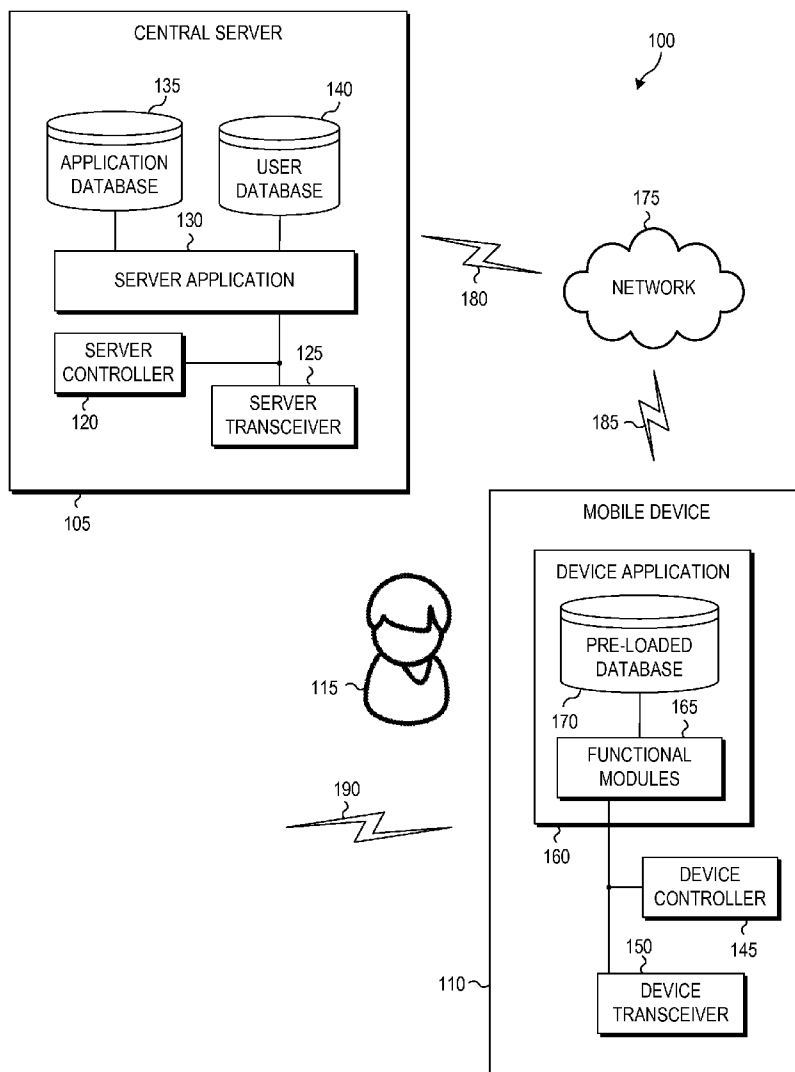 CENTRAL SERVER
100
135
140
APPLICATION
DATABASE
USER
DATABASE
130
SERVER APPLICATION
175
NETWORK
180
SERVER
CONTROLLER
120
125
SERVER
TRANSCEIVER
185
105
MOBILE DEVICE
DEVICE APPLICATION
PRE-LOADED
DATABASE
115
170
165
FUNCTIONAL
MODULES
190
160
DEVICE
CONTROLLER
145
150
110
DEVICE
TRANSCEIVER